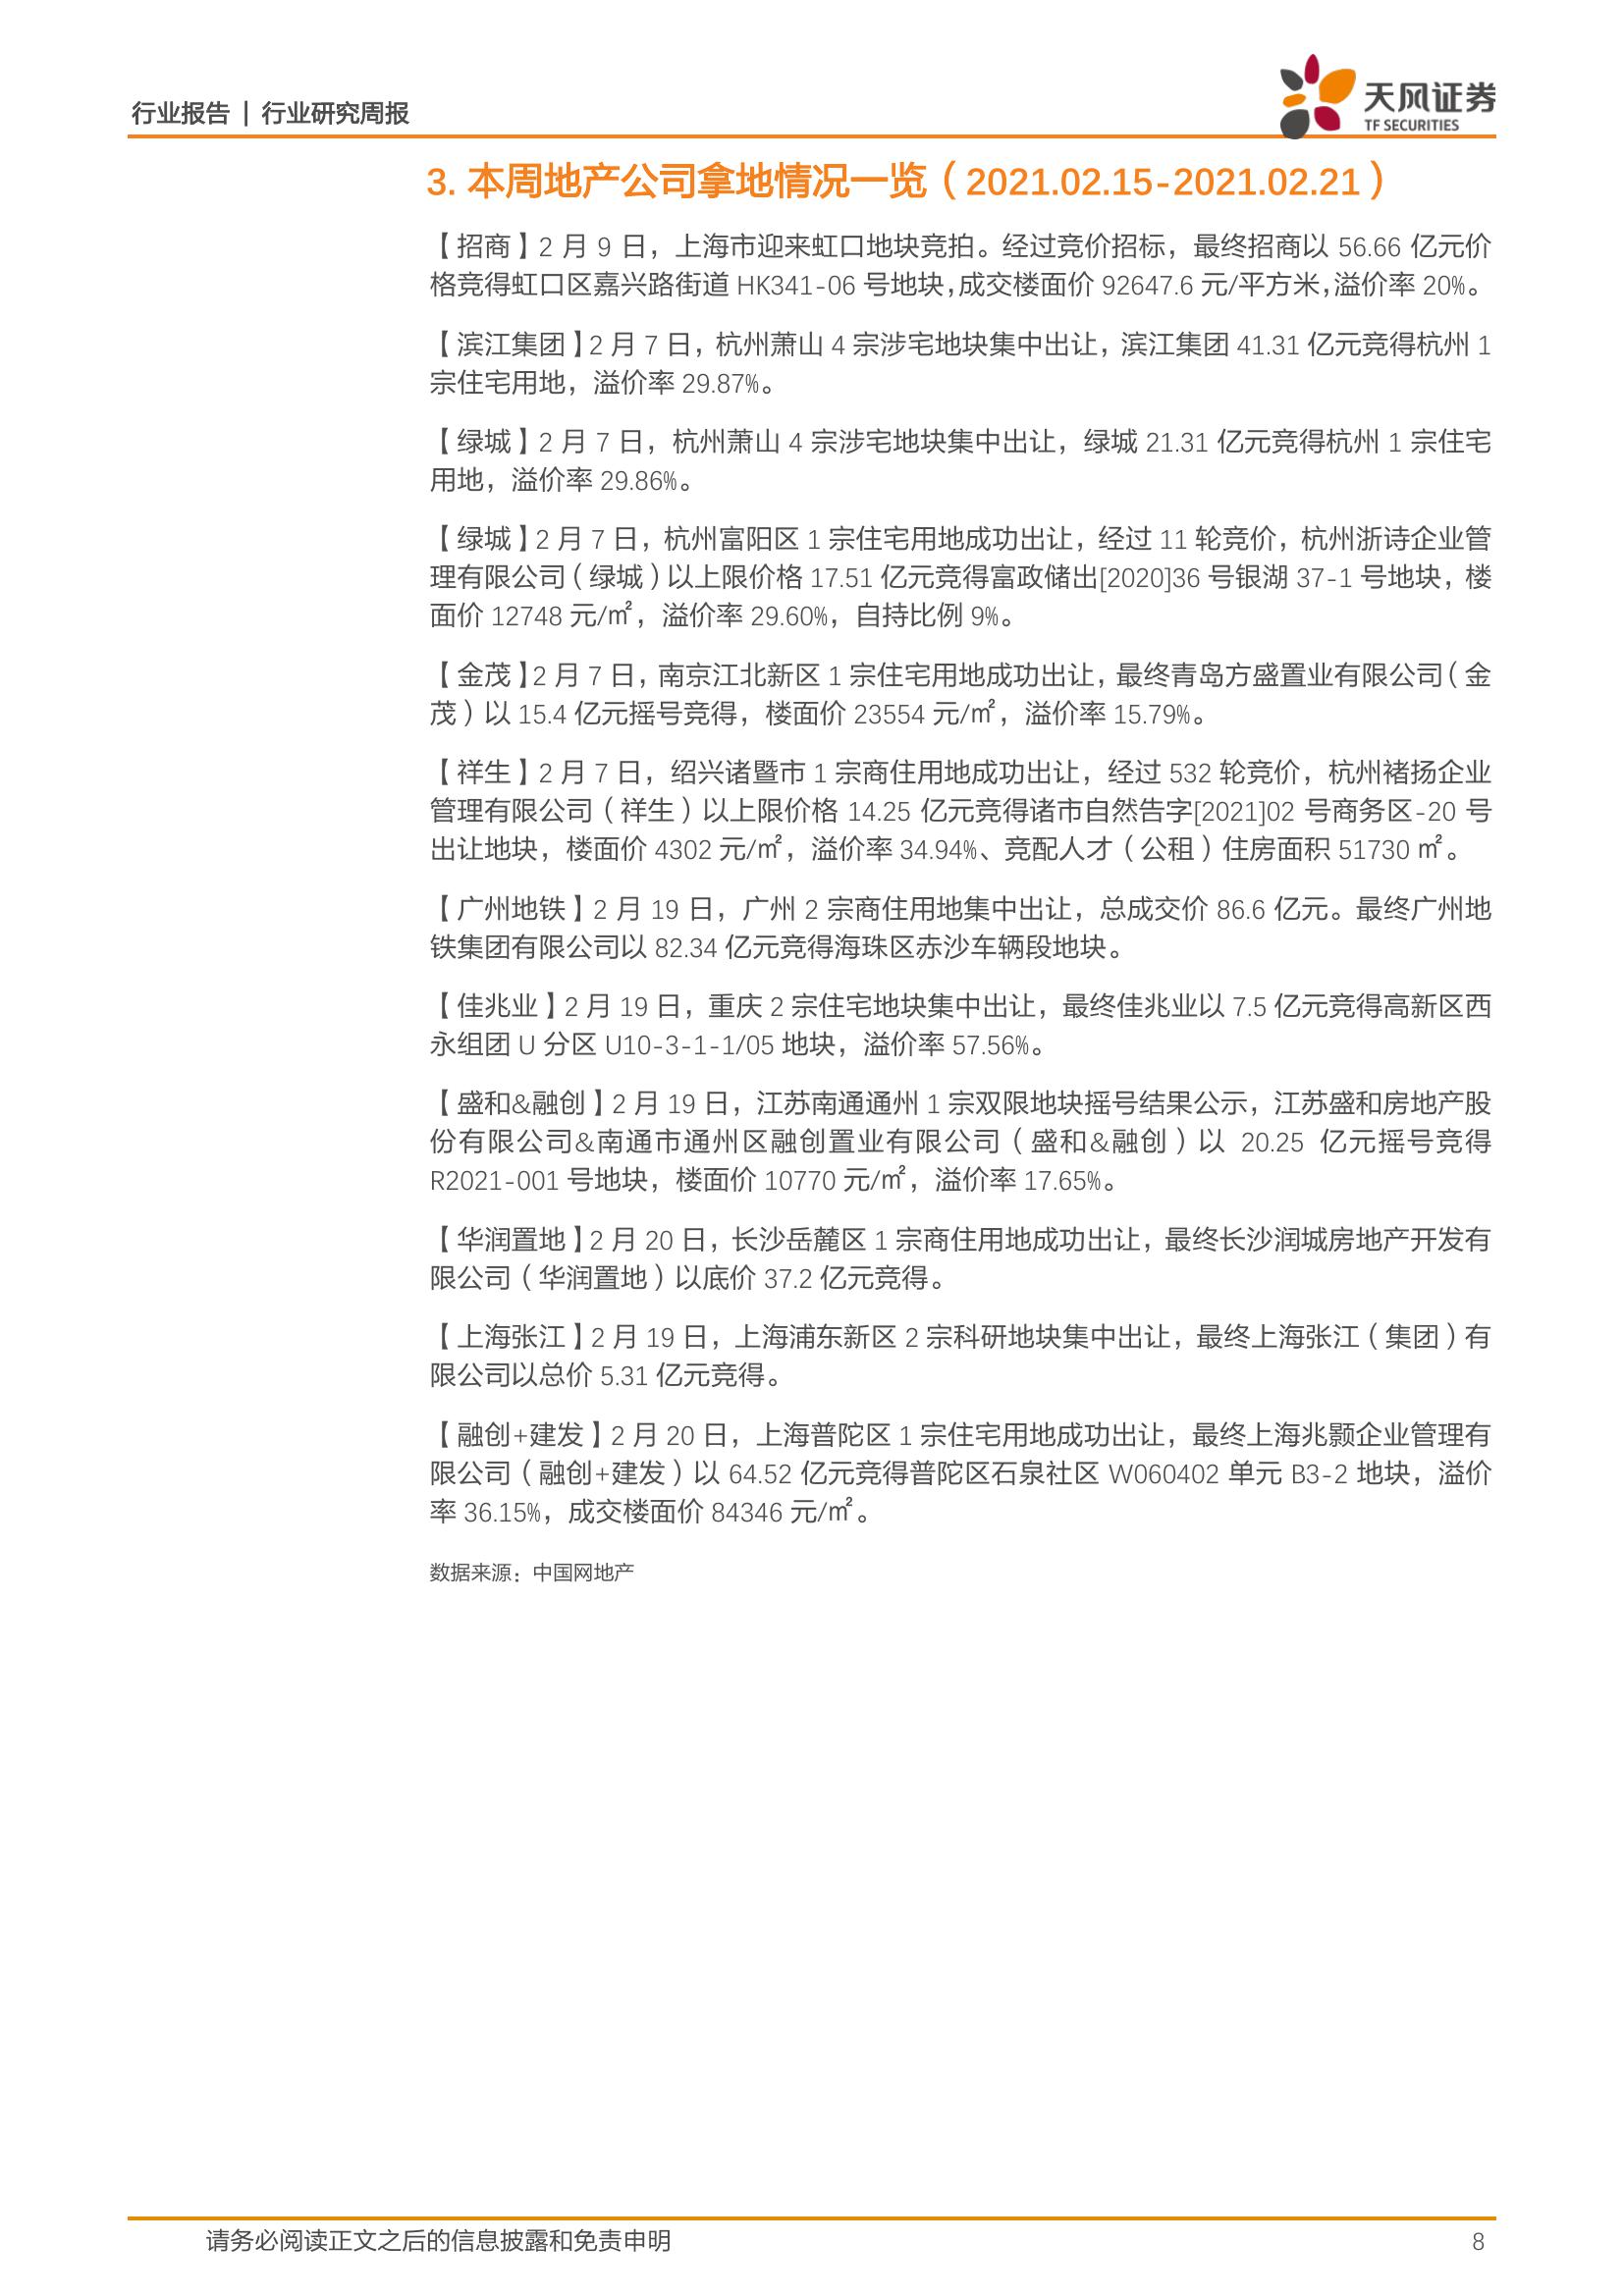 行业报告 | 行业研究周报
天风证券
TF SECURITIES
3. 本周地产公司拿地情况一览（2021.02.15-2021.02.21）
【招商】2 月 9 日，上海市迎来虹口地块竞拍。经过竞价招标，最终招商以 56.66 亿元价
格竞得虹口区嘉兴路街道 HK341-06 号地块，成交楼面价 92647.6 元/平方米，溢价率 20%。
【滨江集团】2 月 7 日，杭州萧山 4 宗涉宅地块集中出让，滨江集团 41.31 亿元竞得杭州 1
宗住宅用地，溢价率 29.87%。
【绿城】2 月 7 日，杭州萧山 4 宗涉宅地块集中出让，绿城 21.31 亿元竞得杭州 1 宗住宅
用地，溢价率 29.86%。
【绿城】2 月 7 日，杭州富阳区 1 宗住宅用地成功出让，经过 11 轮竞价，杭州浙诗企业管
理有限公司（绿城）以上限价格 17.51 亿元竞得富政储出[2020]36 号银湖 37-1 号地块，楼
面价 12748 元/㎡，溢价率 29.60%，自持比例 9%。
【金茂】2 月 7 日，南京江北新区 1 宗住宅用地成功出让，最终青岛方盛置业有限公司（金
茂）以 15.4 亿元摇号竞得，楼面价 23554 元/㎡，溢价率 15.79%。
【祥生】2 月 7 日，绍兴诸暨市 1 宗商住用地成功出让，经过 532 轮竞价，杭州褚扬企业
管理有限公司（祥生）以上限价格 14.25 亿元竞得诸市自然告字[2021]02 号商务区-20 号
出让地块，楼面价 4302 元/㎡，溢价率 34.94%、竞配人才（公租）住房面积 51730 ㎡。
【广州地铁】2 月 19 日，广州 2 宗商住用地集中出让，总成交价 86.6 亿元。最终广州地
铁集团有限公司以 82.34 亿元竞得海珠区赤沙车辆段地块。
【佳兆业】2 月 19 日，重庆 2 宗住宅地块集中出让，最终佳兆业以 7.5 亿元竞得高新区西
永组团 U 分区 U10-3-1-1/05 地块，溢价率 57.56%。
【盛和&融创】2 月 19 日，江苏南通通州 1 宗双限地块摇号结果公示，江苏盛和房地产股
份有限公司&南通市通州区融创置业有限公司（盛和&融创）以 20.25 亿元摇号竞得
R2021-001 号地块，楼面价 10770 元/㎡，溢价率 17.65%。
【华润置地】2 月 20 日，长沙岳麓区 1 宗商住用地成功出让，最终长沙润城房地产开发有
限公司（华润置地）以底价 37.2 亿元竞得。
【上海张江】2 月 19 日，上海浦东新区 2 宗科研地块集中出让，最终上海张江（集团）有
限公司以总价 5.31 亿元竞得。
【融创+建发】2 月 20 日，上海普陀区 1 宗住宅用地成功出让，最终上海兆颢企业管理有
限公司（融创+建发）以 64.52 亿元竞得普陀区石泉社区 W060402 单元 B3-2 地块，溢价
率 36.15%，成交楼面价 84346 元/㎡。
数据来源：中国网地产
请务必阅读正文之后的信息披露和免责申明
8